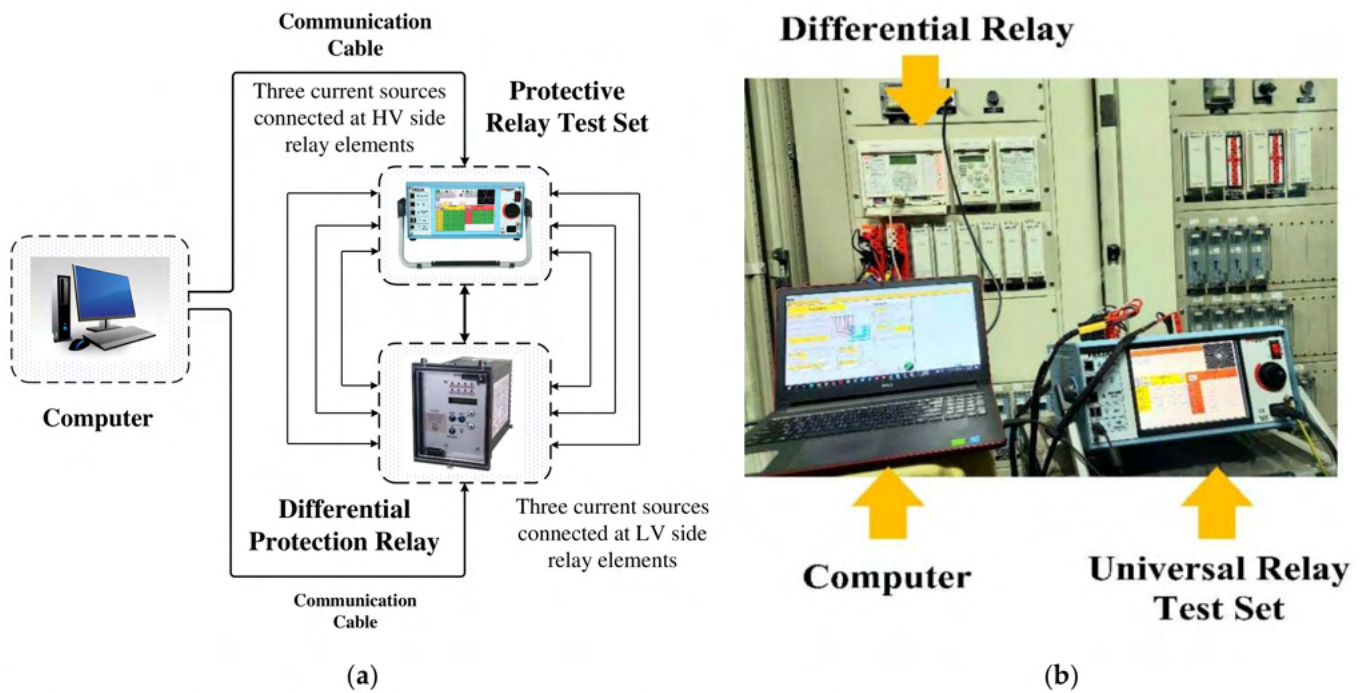 Communication
Cable
Three current sources
connected at HV side
relay elements
Protective
Relay Test Set
Computer
Differential
Protection Relay
Three current sources
connected at LV side
relay elements
Communication
Cable
(a)
Differential Relay
DELL
Computer
Universal Relay
Test Set
(b)